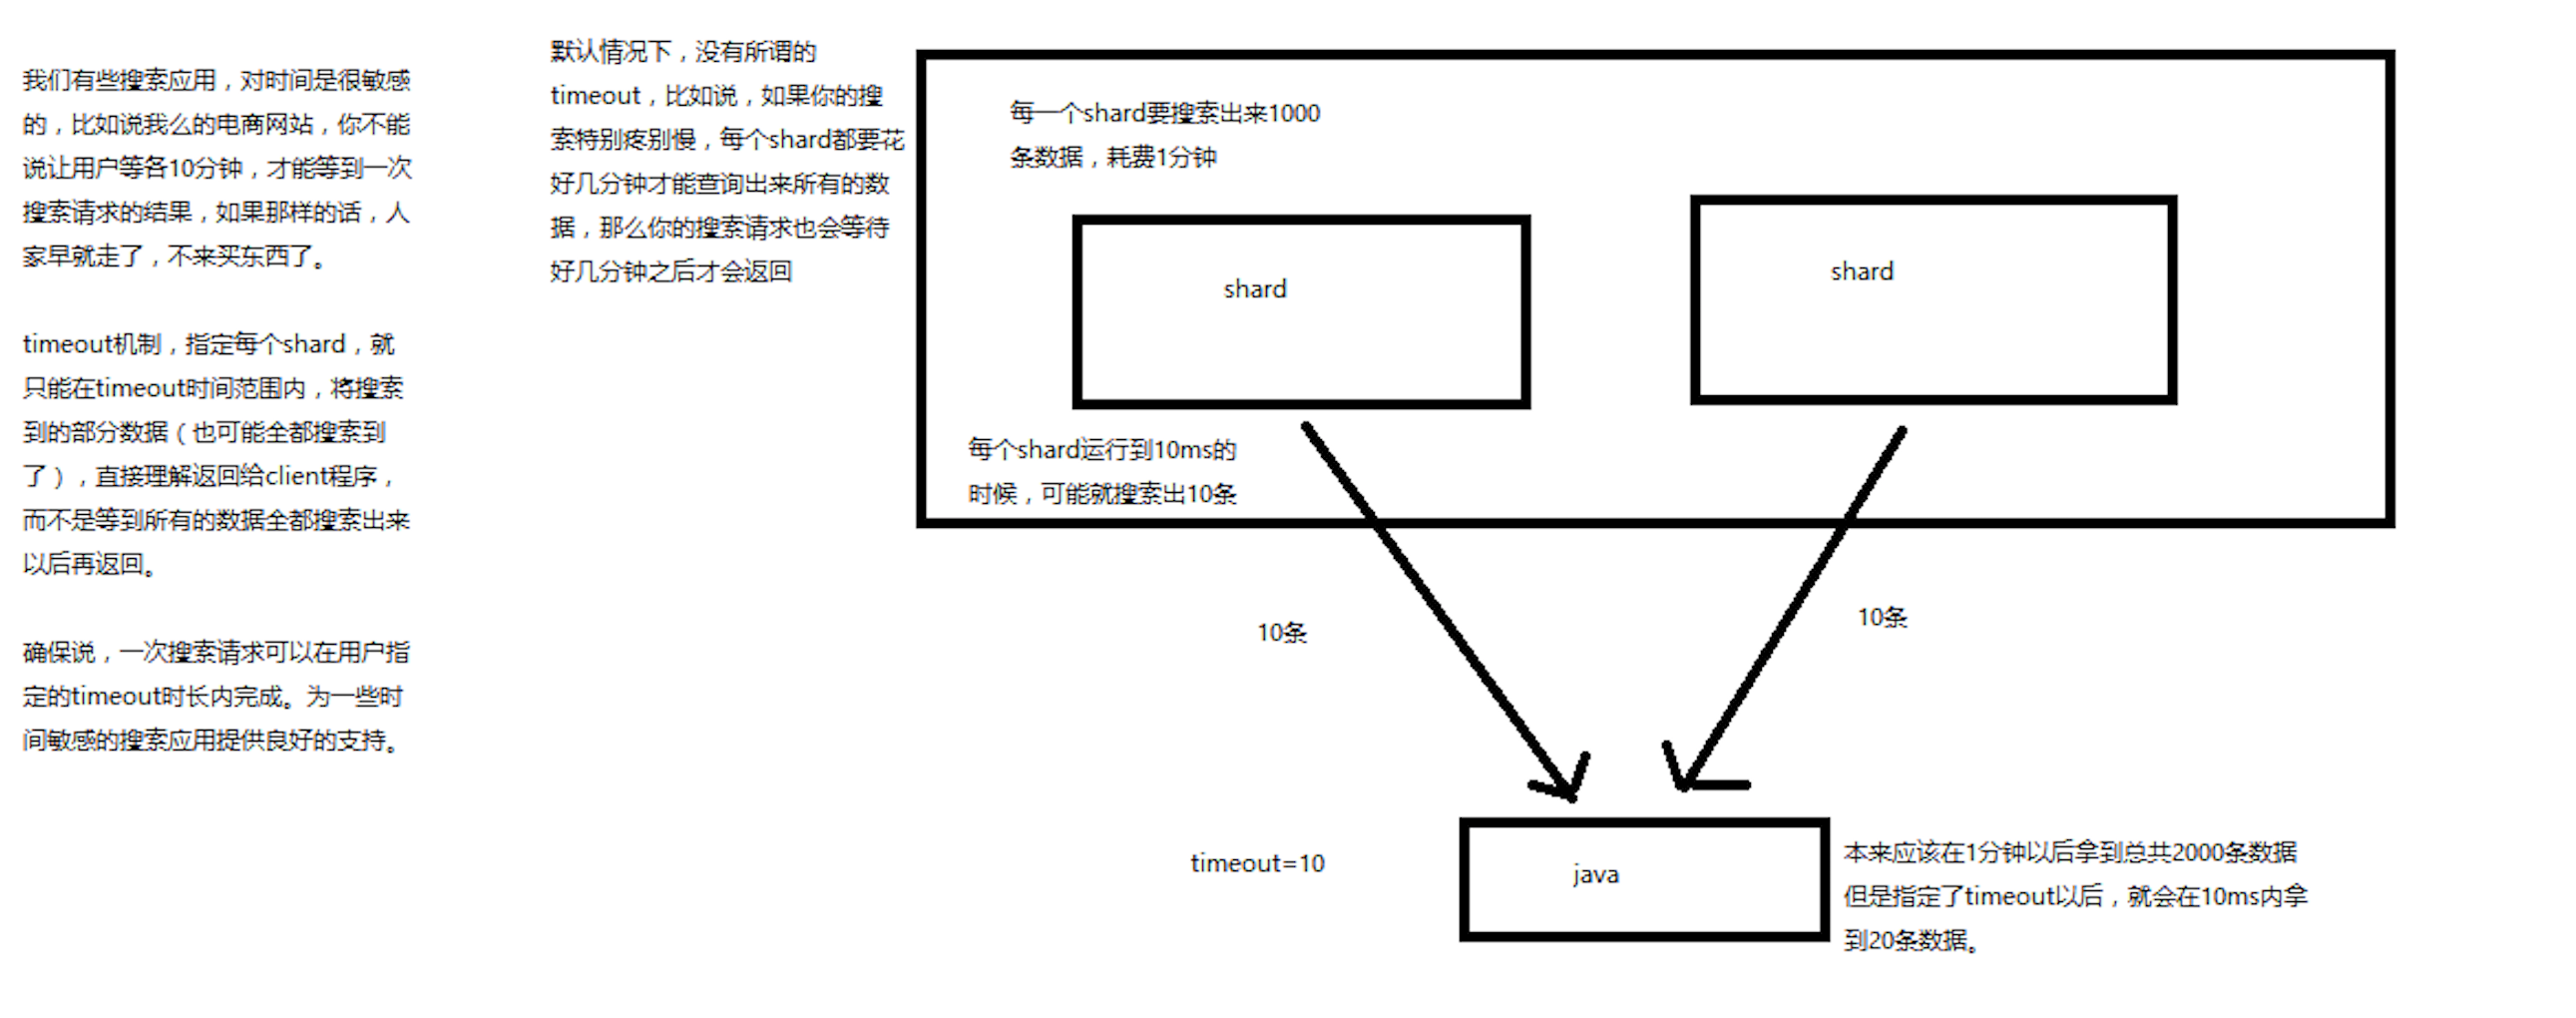 我们有些搜索应用，对时间是很敏感
的，比如说我么的电商网站，你不能
说让用户等各10分钟，才能等到一次
搜索请求的结果，如果那样的话，人
家早就走了，不来买东西了。
timeout机制，指定每个shard，就
只能在timeout时间范围内，将搜索
到的部分数据（也可能全都搜索到
了），直接理解返回给client程序，
而不是等到所有的数据全都搜索出来
以后再返回。
确保说，一次搜索请求可以在用户指
定的timeout时长内完成。为一些时
间敏感的搜索应用提供良好的支持。
默认情况下，没有所谓的
timeout，比如说，如果你的搜
索特别疼别慢，每个shard都要花
好几分钟才能查询出来所有的数
据，那么你的搜索请求也会等待
好几分钟之后才会返回
每一个shard要搜索出来1000
条数据，耗费1分钟
shard
shard
每个shard运行到10ms的
时候，可能就搜索出10条
10条
10条
timeout=10
java
本来应该在1分钟以后拿到总共2000条数据
但是指定了timeout以后，就会在10ms内拿
到20条数据。